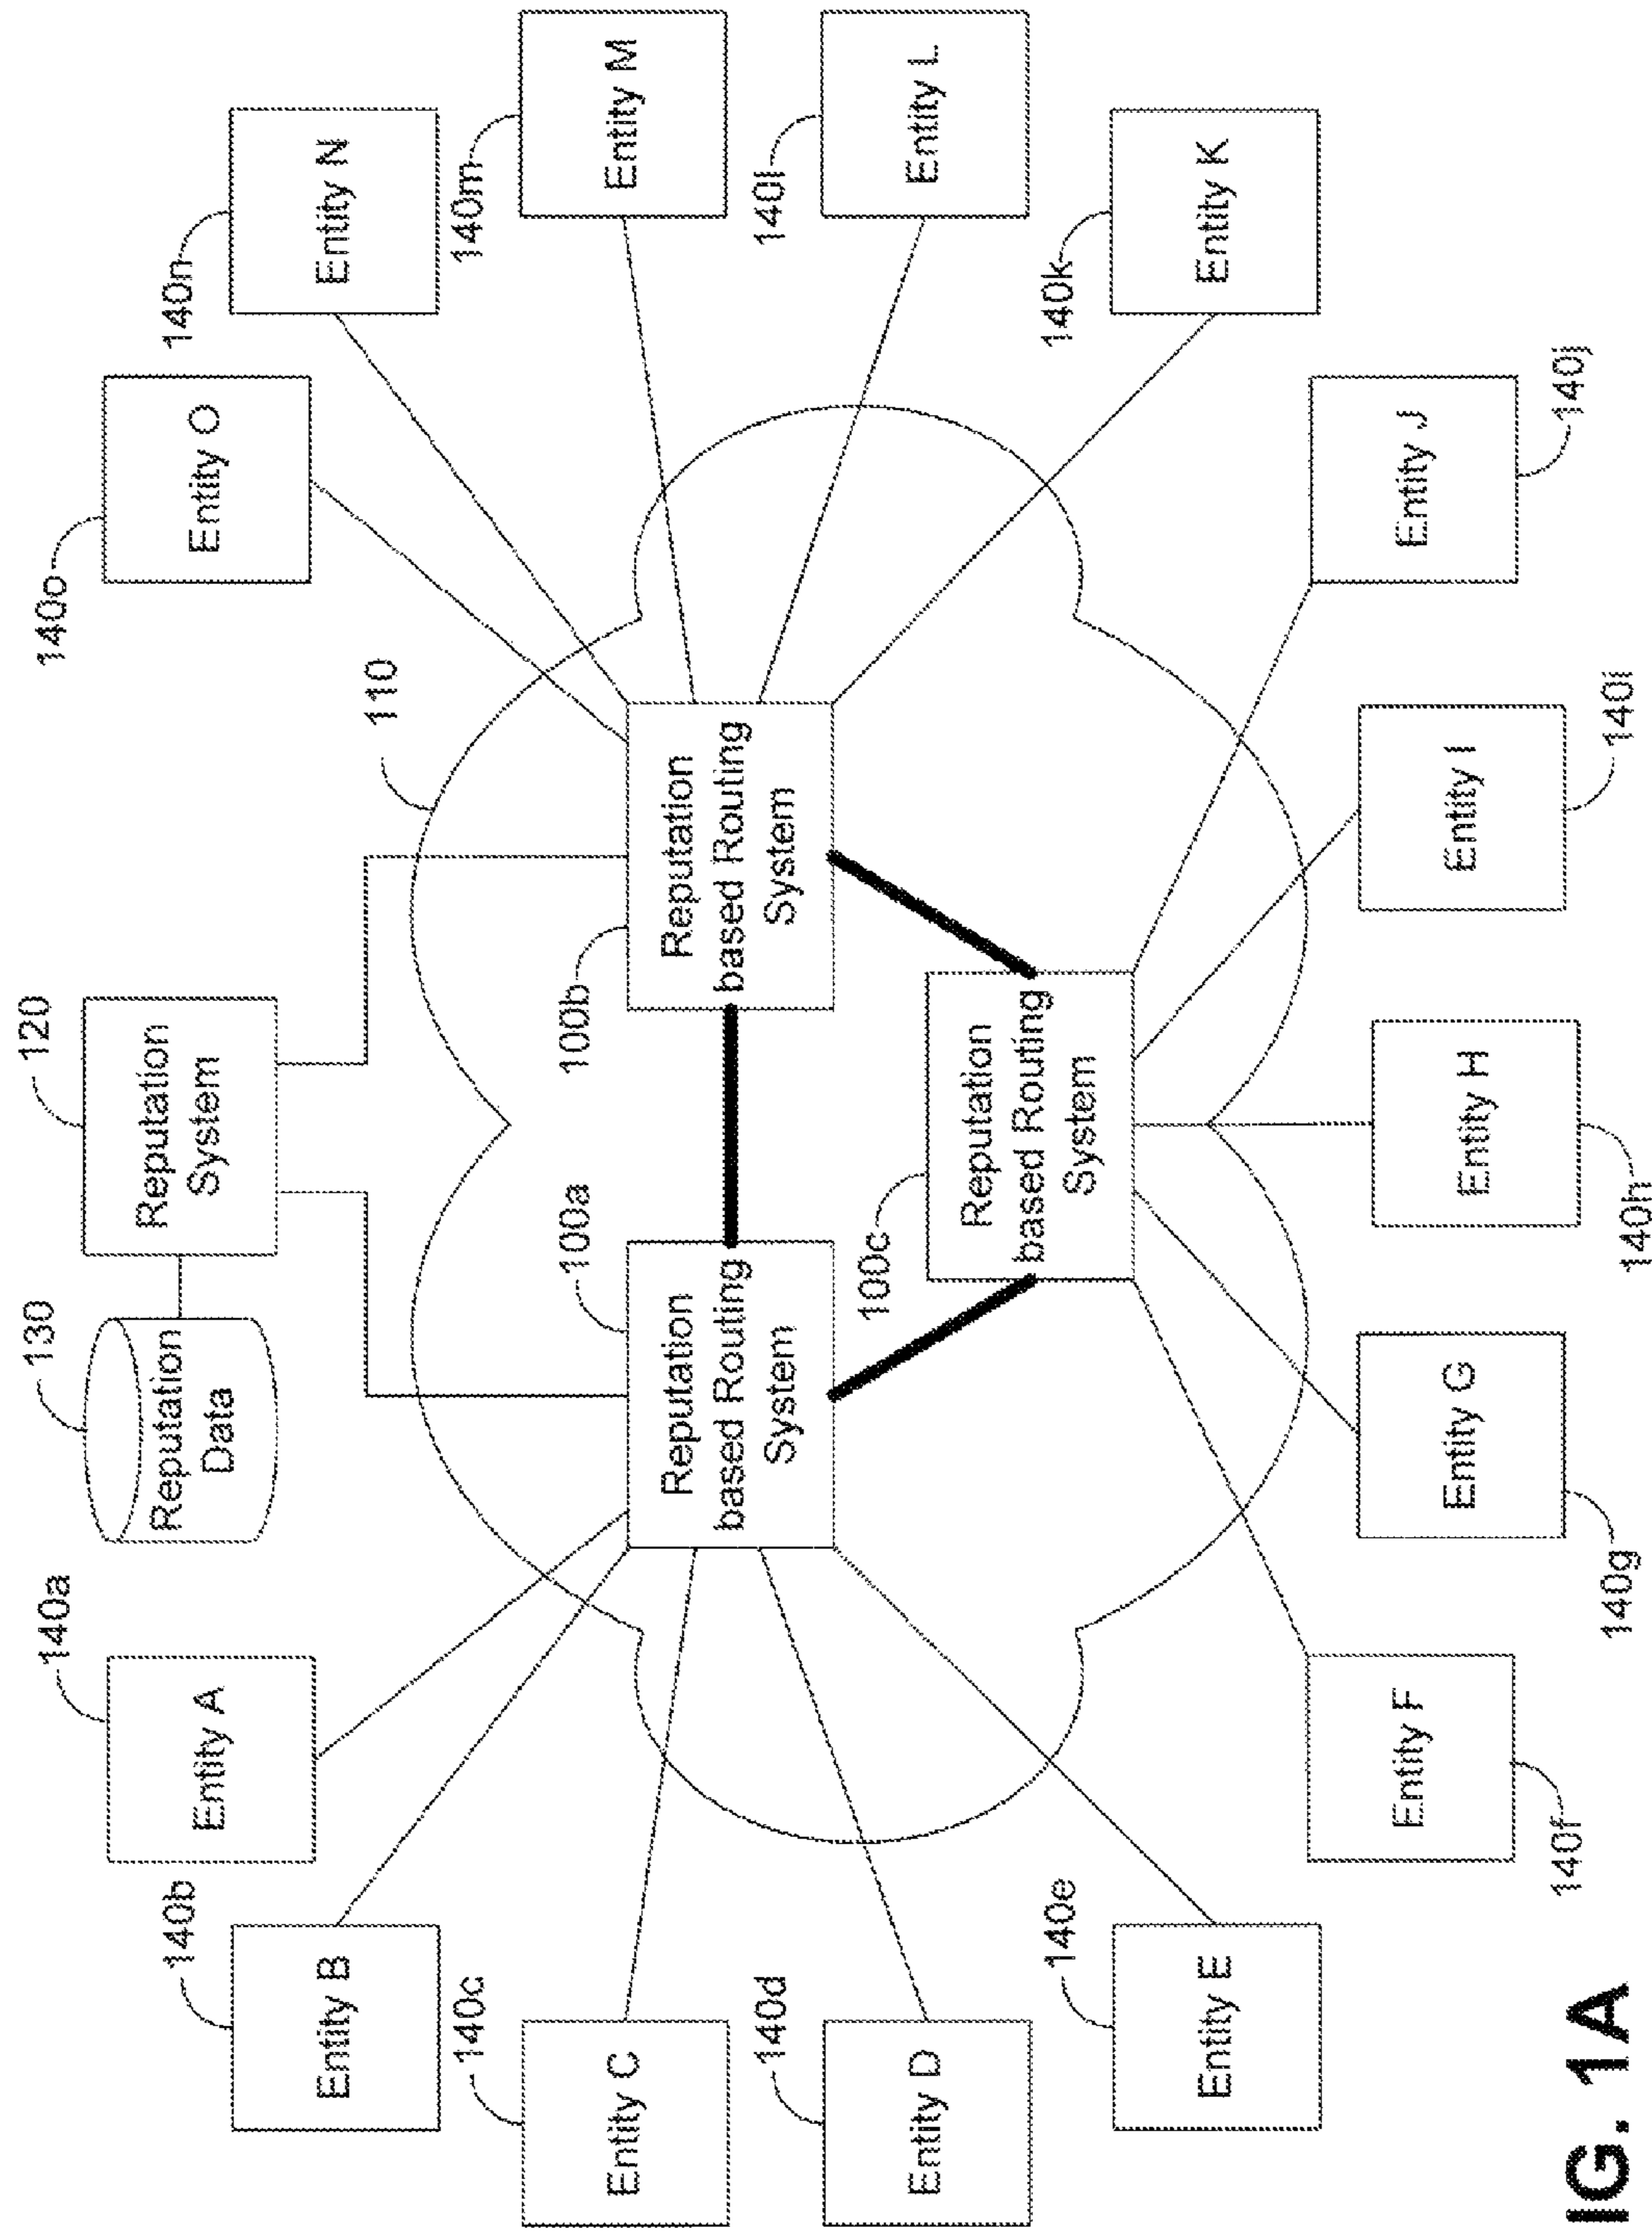 130
120
Reputation
Data
Reputation
System
110
140a
Entity A
140b
Entity B
140c
Entity C
140d
Entity D
140e
Entity E
140f
Entity F
140g
Entity G
140h
Entity H
140i
Entity I
140j
Entity J
140k
Entity K
140l
Entity L
140m
Entity M
140n
Entity N
140o
Entity O
100a
Reputation
based Routing
System
100b
Reputation
based Routing
System
100c
Reputation
based Routing
System
IG. 1A